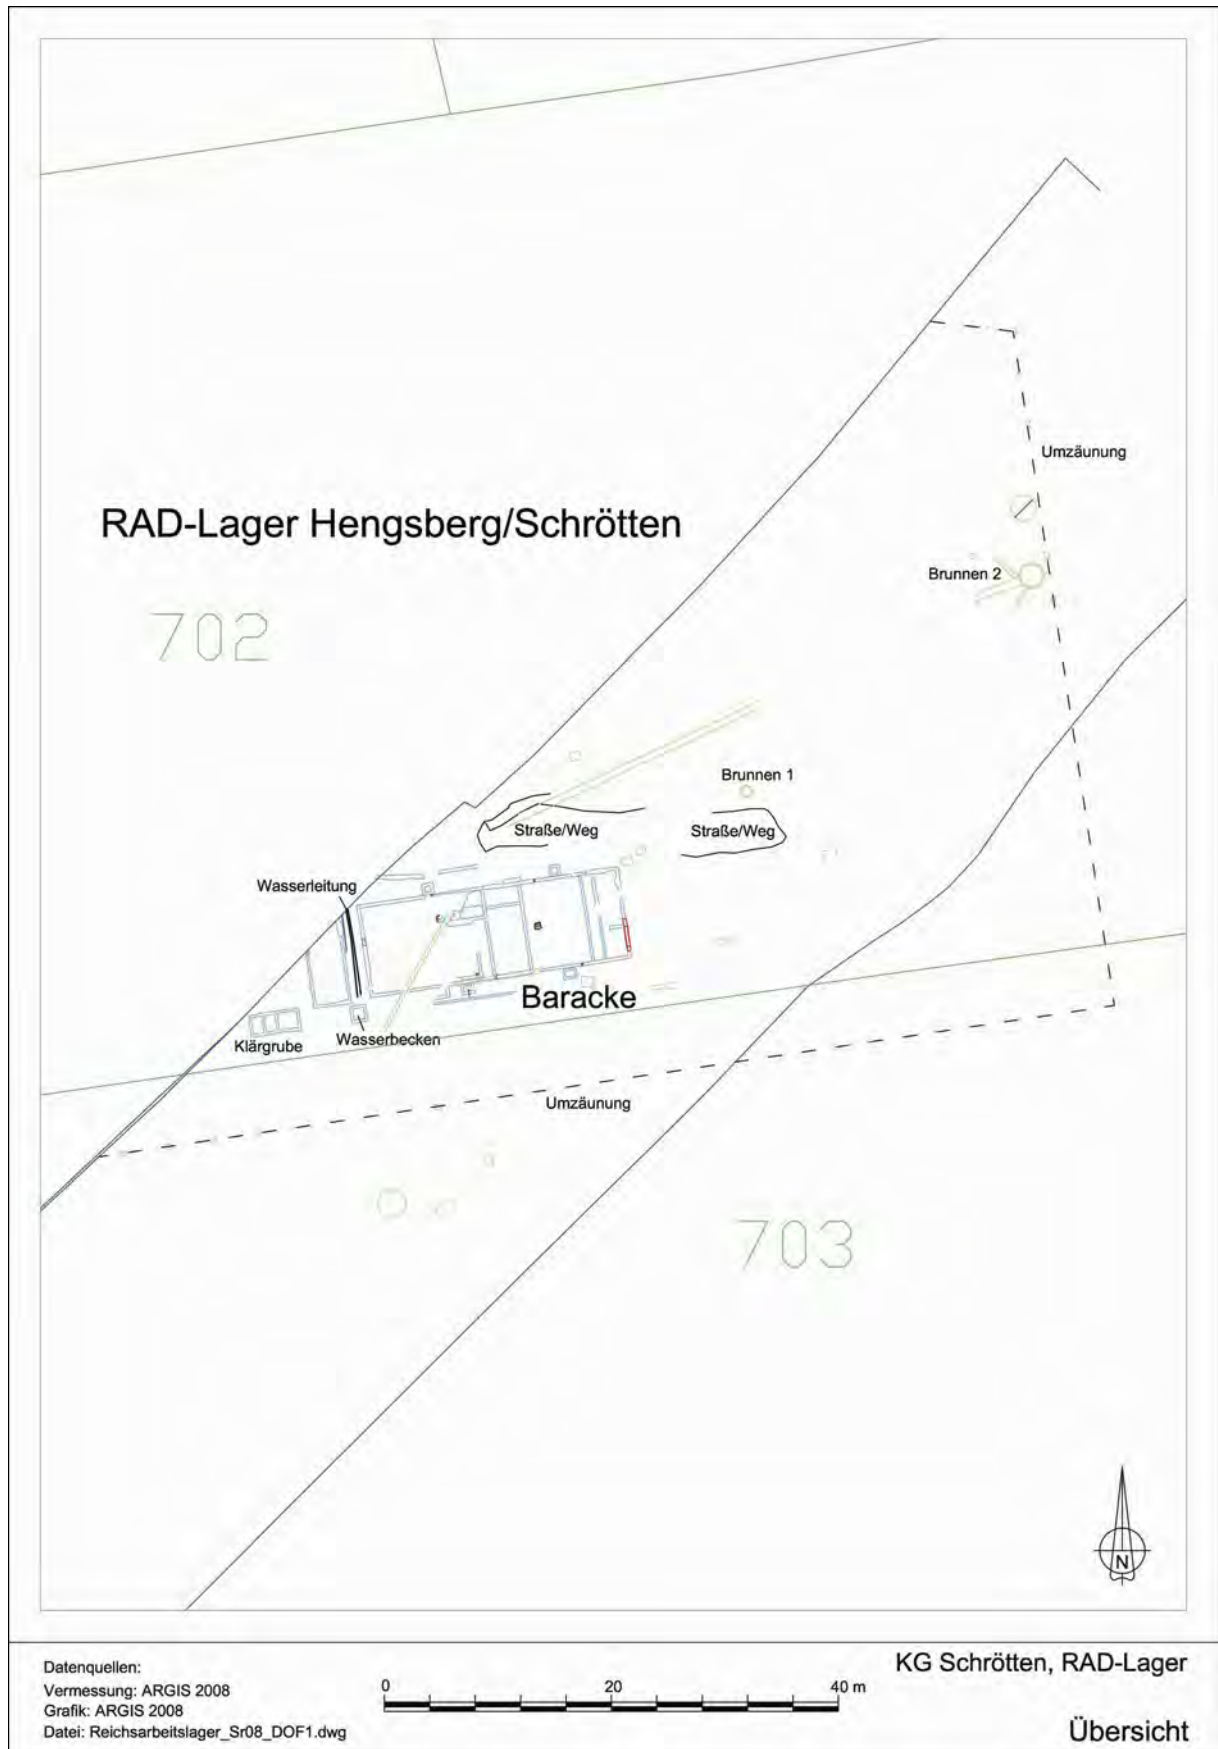 Umzäunung
RAD-Lager Hengsberg/Schrötten
Brunnen 2
702
Brunnen 1
Straße/Weg
Straße/Weg
Wasserleitung
Baracke
Wasserbecken
Klärgrube
Umzäunung
703
N
Datenquellen:
Vermessung: ARGIS 2008
Grafik: ARGIS 2008
Datei: Reichsarbeitslager_Sr08_DOF1.dwg
0 20 40 m
KG Schrötten, RAD-Lager
Übersicht